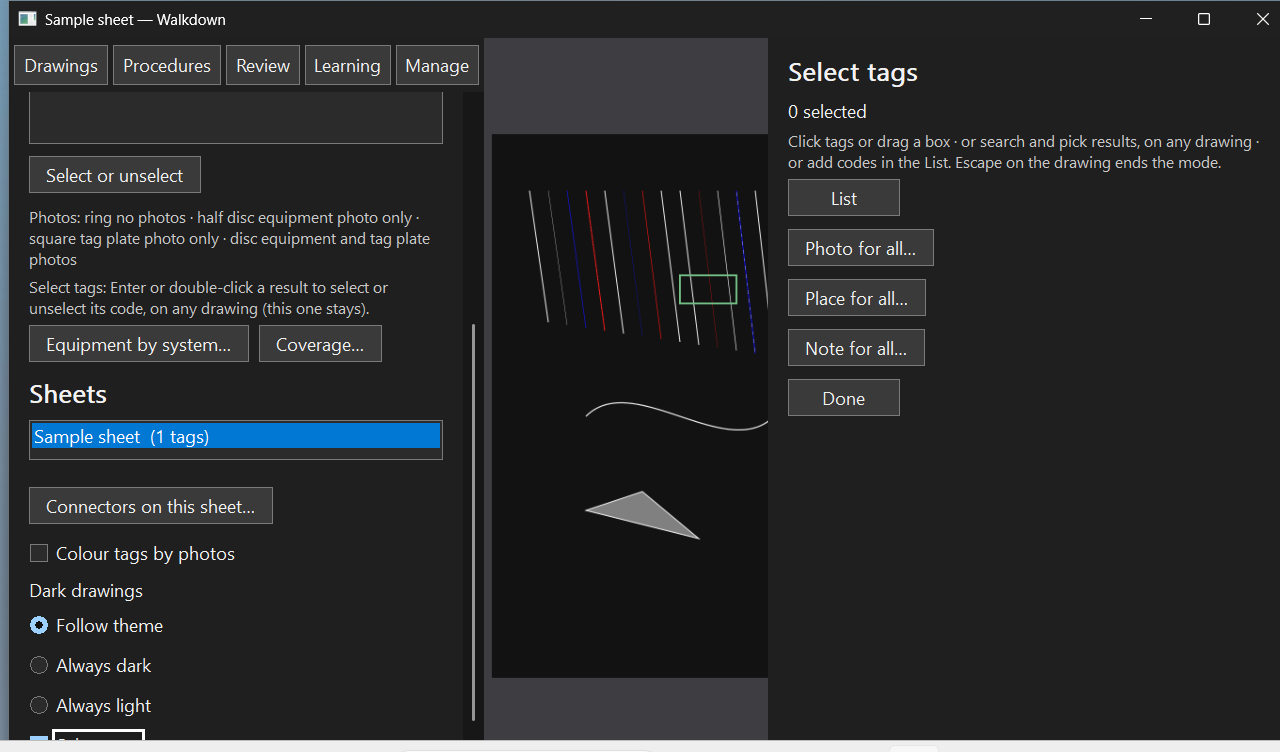 Sample sheet — Walkdown
Drawings
Procedures
Review
Learning
Manage
Select or unselect
Photos: ring no photos · half disc equipment photo only ·
square tag plate photo only · disc equipment and tag plate
photos
Select tags: Enter or double-click a result to select or
unselect its code, on any drawing (this one stays).
Equipment by system...
Coverage...
Sheets
Sample sheet (1 tags)
Connectors on this sheet...
Colour tags by photos
Dark drawings
Follow theme
Always dark
Always light
Select tags
0 selected
Click tags or drag a box · or search and pick results, on any drawing ·
or add codes in the List. Escape on the drawing ends the mode.
List
Photo for all...
Place for all...
Note for all...
Done